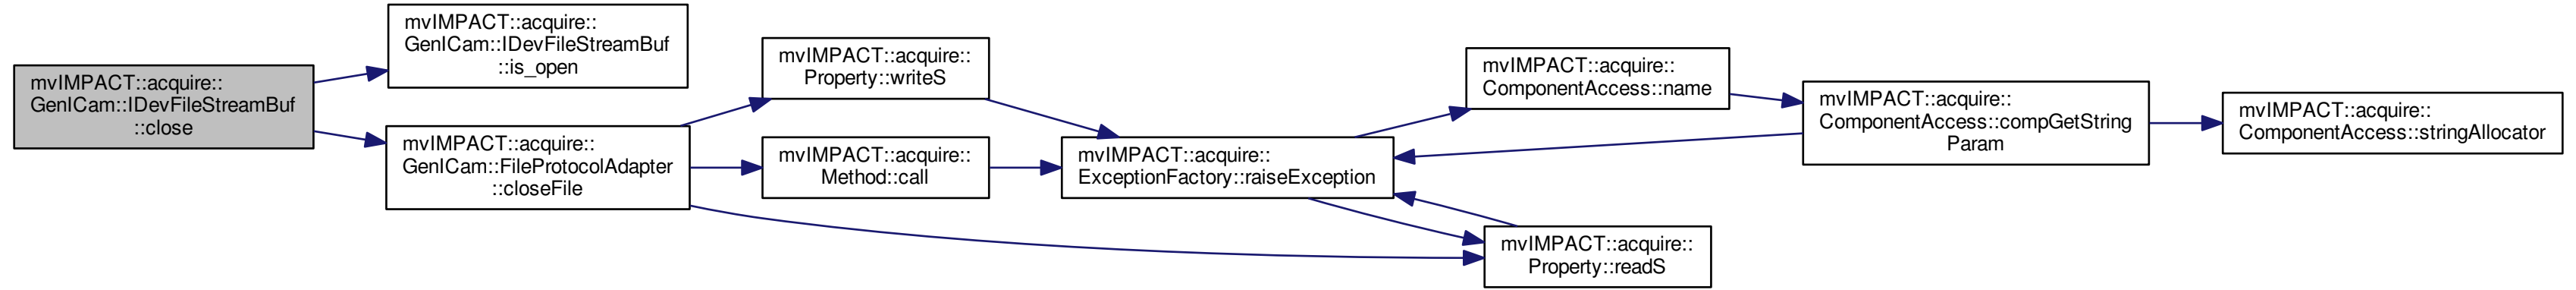 mvIMPACT::acquire::
GenICam::IDevFileStreamBuf
::close
mvIMPACT::acquire::
GenICam::IDevFileStreamBuf
::is_open
mvIMPACT::acquire::
GenICam::FileProtocolAdapter
::closeFile
mvIMPACT::acquire::
Property::writeS
mvIMPACT::acquire::
Method::call
mvIMPACT::acquire::
ExceptionFactory::raiseException
mvIMPACT::acquire::
ComponentAccess::name
mvIMPACT::acquire::
Property::readS
mvIMPACT::acquire::
ComponentAccess::compGetString
Param
mvIMPACT::acquire::
ComponentAccess::stringAllocator